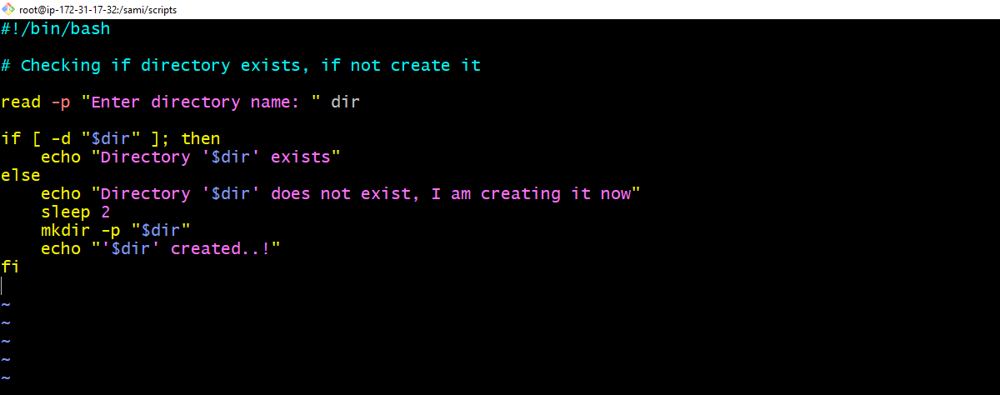 root@ip-172-31-17-32:/sami/scripts
#!/bin/bash
# Checking if directory exists, if not create it
read -p "Enter directory name: " dir
if [ -d "$dir" ]; then
    echo "Directory '$dir' exists"
else
    echo "Directory '$dir' does not exist, I am creating it now"
    sleep 2
    mkdir -p "$dir"
    echo "'$dir' created..!"
fi
~
~
~
~
~